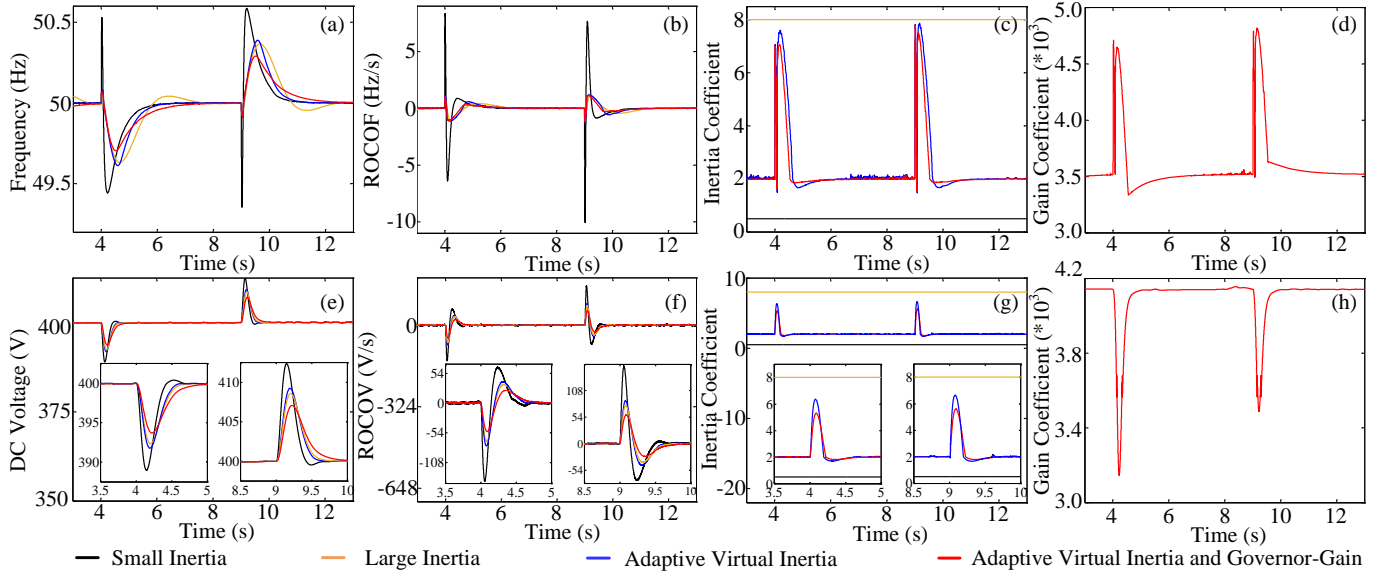 (a)
50.5
50
49.5
Frequency (Hz)
4 6 8 10 12
Time (s)
(b)
5
0
-5
-10
ROCOF (Hz/s)
4 6 8 10 12
Time (s)
(c)
8
6
4
2
0
Inertia Coefficient
4 6 8 10 12
Time (s)
(d)
5.0
4.5
4.0
3.5
3.0
Gain Coefficient (*10³)
4 6 8 10 12
Time (s)
(e)
400
375
350
DC Voltage (V)
400
395
390
3.5 4 4.5 5
410
405
400
8.5 9 9.5 10
4 6 8 10 12
Time (s)
(f)
0
-324
-648
ROCOV (V/s)
54
0
-54
-108
3.5 4 4.5 5
108
54
0
-54
8.5 9 9.5 10
4 6 8 10 12
Time (s)
(g)
10
0
-10
-20
Inertia Coefficient
8
6
4
2
3.5 4 4.5 5
8
6
4
2
8.5 9 9.5 10
4 6 8 10 12
Time (s)
(h)
4.2
3.8
3.4
3.0
Gain Coefficient (*10³)
4 6 8 10 12
Time (s)
Small Inertia
Large Inertia
Adaptive Virtual Inertia
Adaptive Virtual Inertia and Governor-Gain